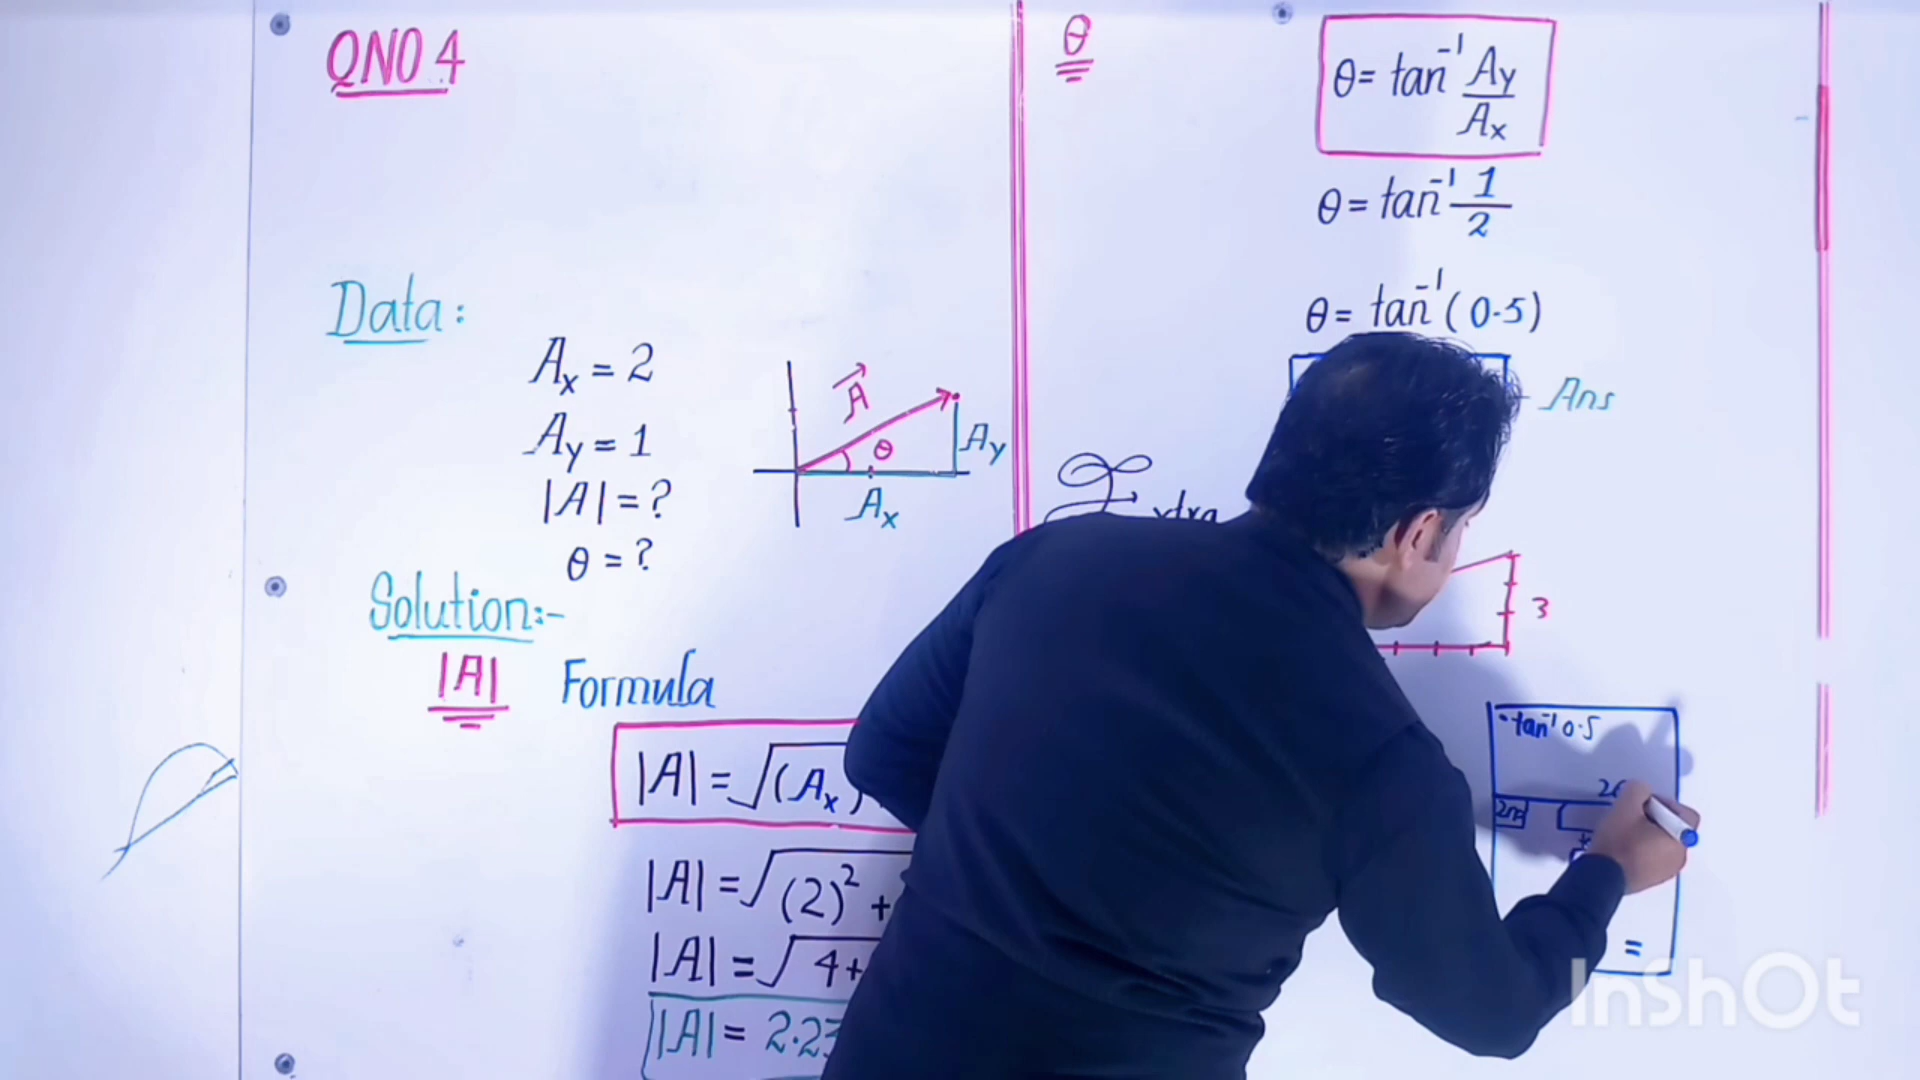 QNO 4
Data:
Ax = 2
Ay = 1
|A| = ?
θ = ?
A
θ
Ay
Ax
Solution:-
|A| Formula
|A| = √(Ax)
|A| = √(2)² +
|A| = √4+
|A| = 2.23
θ
θ = tan⁻¹ Ay/Ax
θ = tan⁻¹ 1/2
θ = tan⁻¹(0.5)
Ans
3
tan⁻¹ 0.5
2nd
=
InShOt